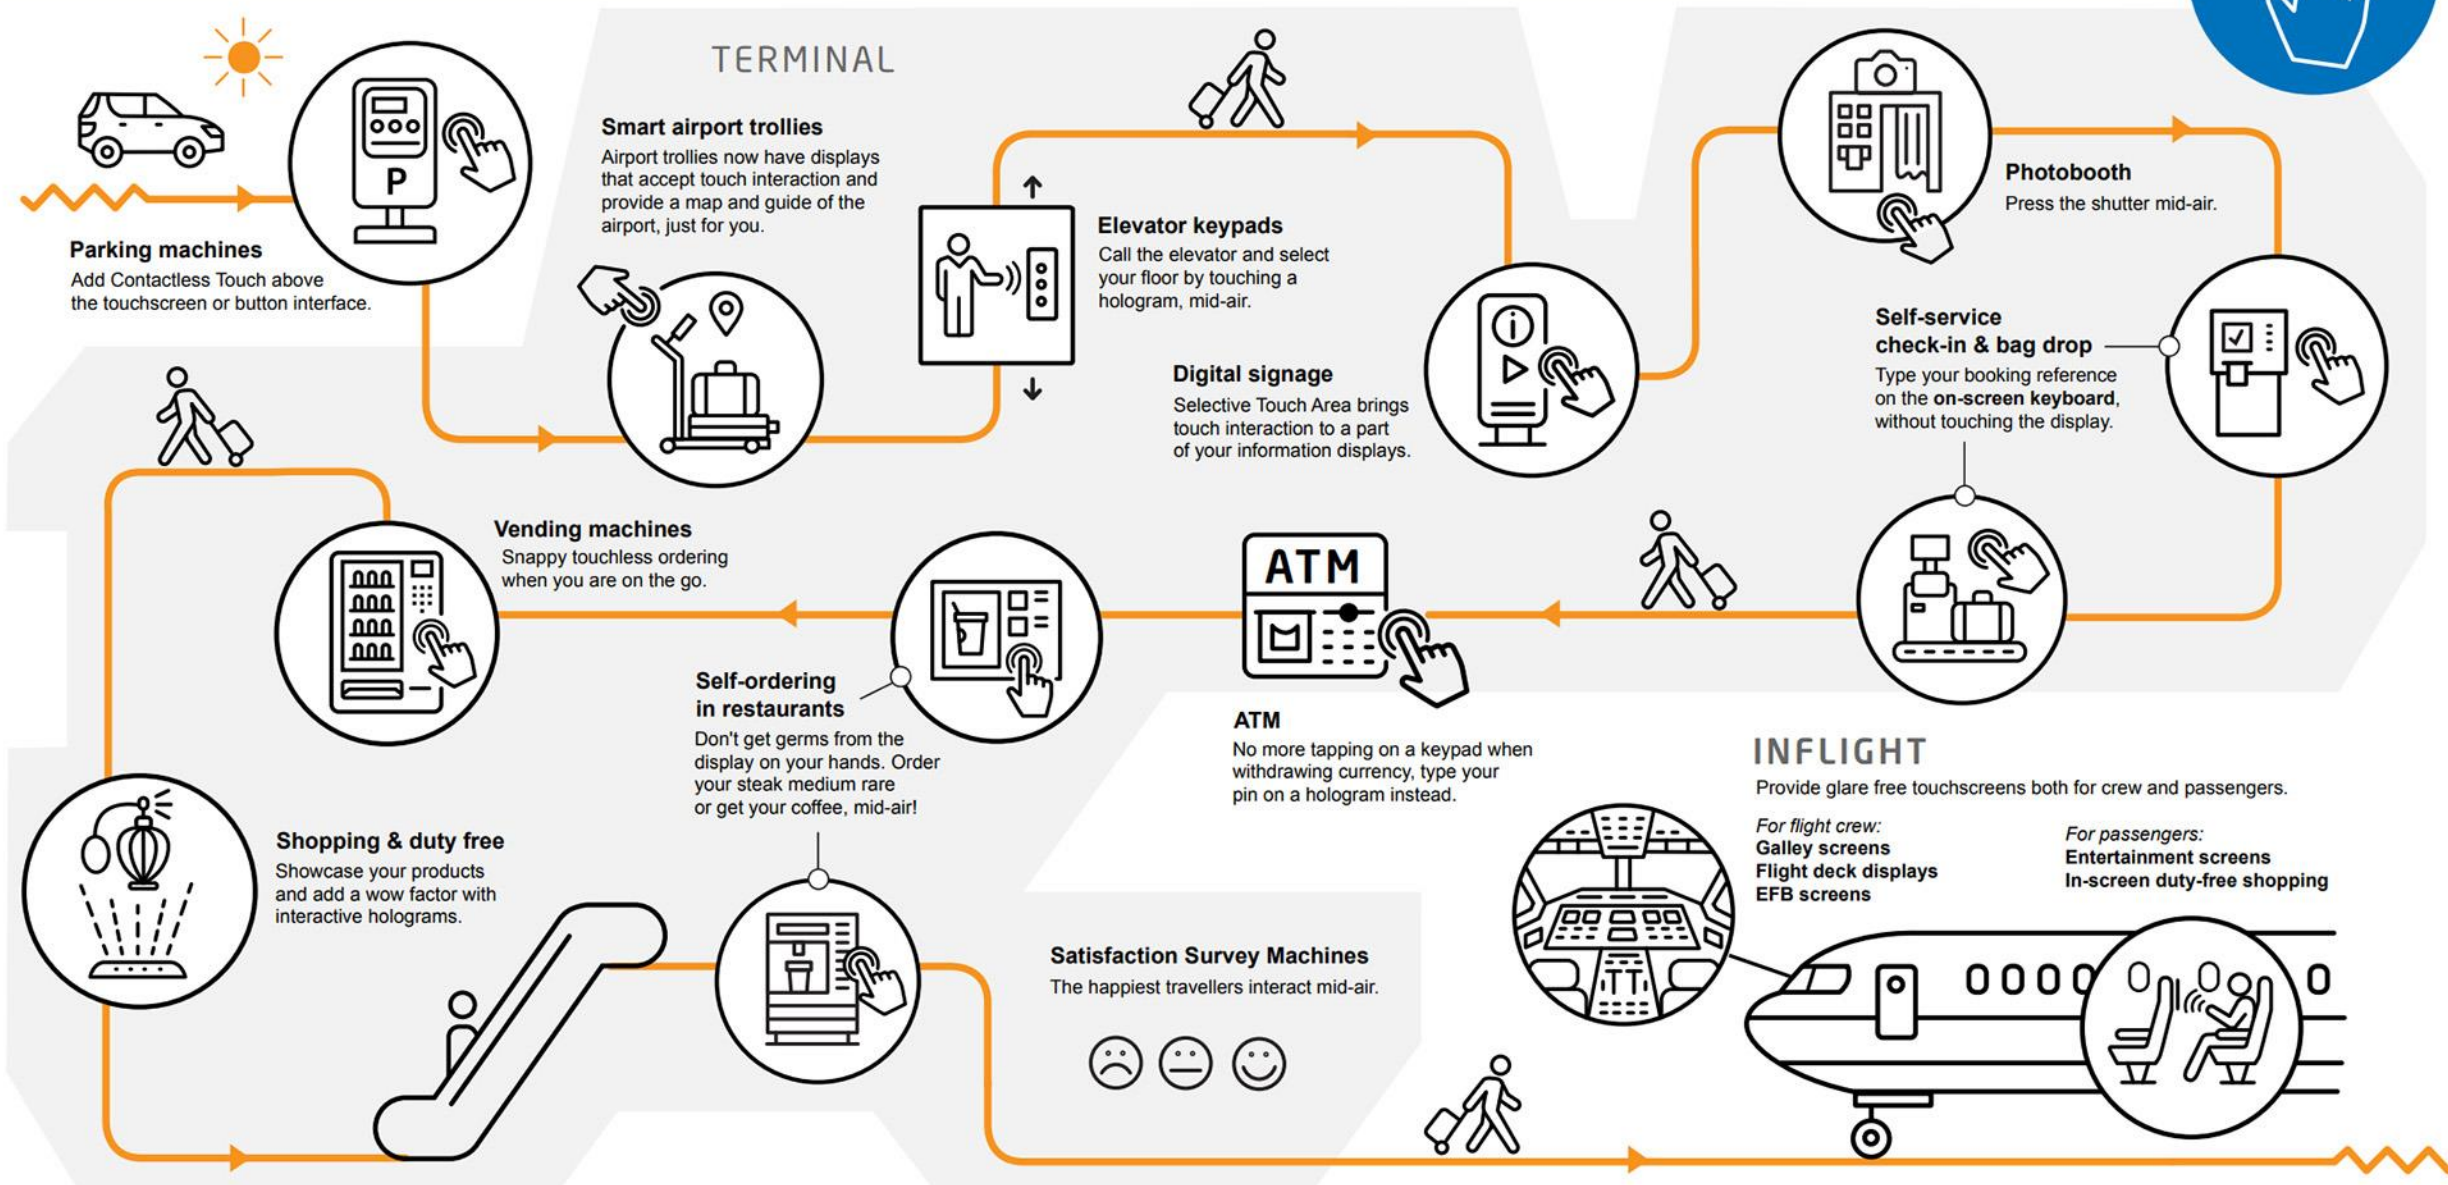 TERMINAL
P
Parking machines
Add Contactless Touch above
the touchscreen or button interface.
Smart airport trollies
Airport trollies now have displays
that accept touch interaction and
provide a map and guide of the
airport, just for you.
Elevator keypads
Call the elevator and select
your floor by touching a
hologram, mid-air.
Digital signage
Selective Touch Area brings
touch interaction to a part
of your information displays.
i
Photobooth
Press the shutter mid-air.
Self-service
check-in & bag drop
Type your booking reference
on the on-screen keyboard,
without touching the display.
ATM
ATM
No more tapping on a keypad when
withdrawing currency, type your
pin on a hologram instead.
Self-ordering
in restaurants
Don't get germs from the
display on your hands. Order
your steak medium rare
or get your coffee, mid-air!
Vending machines
Snappy touchless ordering
when you are on the go.
Shopping & duty free
Showcase your products
and add a wow factor with
interactive holograms.
Satisfaction Survey Machines
The happiest travellers interact mid-air.
INFLIGHT
Provide glare free touchscreens both for crew and passengers.
For flight crew:
Galley screens
Flight deck displays
EFB screens
For passengers:
Entertainment screens
In-screen duty-free shopping